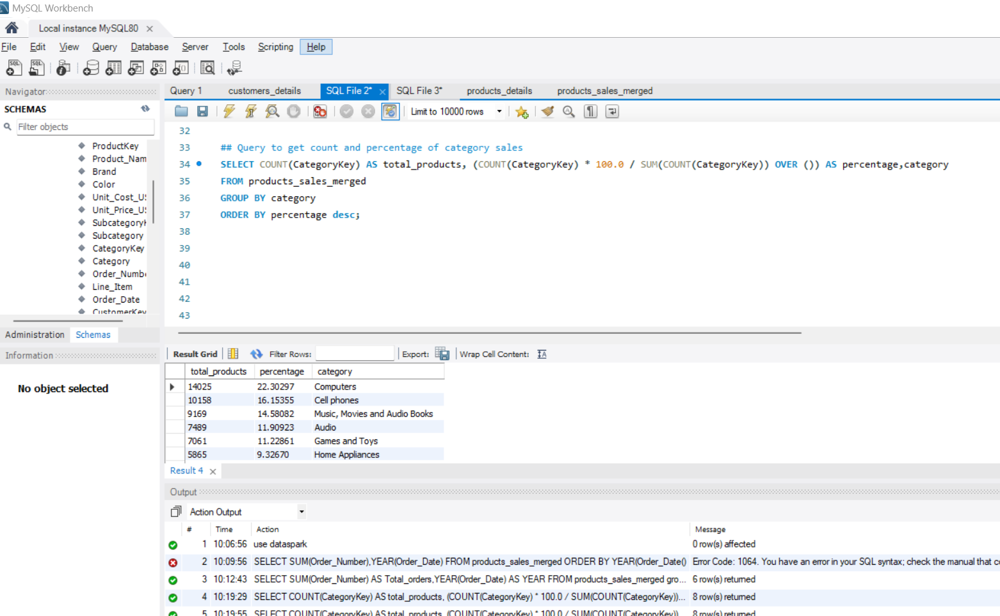 MySQL Workbench
Local instance MySQL80
File Edit View Query Database Server Tools Scripting Help
Navigator
SCHEMAS
Filter objects
ProductKey
Product_Nam
Brand
Color
Unit_Cost_U
Unit_Price_U
Subcategory
Subcategory
CategoryKey
Category
Order_Numb
Line_Item
Order_Date
CustomerKey
Administration Schemas
Information
No object selected
Query 1 customers_details SQL File 2* SQL File 3* products_details products_sales_merged
Limit to 10000 rows
32
33 ## Query to get count and percentage of category sales
34 SELECT COUNT(CategoryKey) AS total_products, (COUNT(CategoryKey) * 100.0 / SUM(COUNT(CategoryKey)) OVER ()) AS percentage,category
35 FROM products_sales_merged
36 GROUP BY category
37 ORDER BY percentage desc;
38
39
40
41
42
43
Result Grid Filter Rows: Export: Wrap Cell Content:
total_products percentage category
14025 22.30297 Computers
10158 16.15355 Cell phones
9169 14.58082 Music, Movies and Audio Books
7489 11.90923 Audio
7061 11.22861 Games and Toys
5865 9.32670 Home Appliances
Result 4
Output
Action Output
# Time Action Message
1 10:06:56 use dataspark 0 row(s) affected
2 10:09:56 SELECT SUM(Order_Number),YEAR(Order_Date) FROM products_sales_merged ORDER BY YEAR(Order_Date() Error Code: 1064. You have an error in your SQL syntax; check the manual that c
3 10:12:43 SELECT SUM(Order_Number) AS Total_orders,YEAR(Order_Date) AS YEAR FROM products_sales_merged gro... 6 row(s) returned
4 10:19:29 SELECT COUNT(CategoryKey) AS total_products, (COUNT(CategoryKey) * 100.0 / SUM(COUNT(CategoryKey))... 8 row(s) returned
5 10:19:55 SELECT COUNT(CategoryKey) AS total_products, (COUNT(CategoryKey) * 100.0 / SUM(COUNT(CategoryKey)) 8 row(s) returned